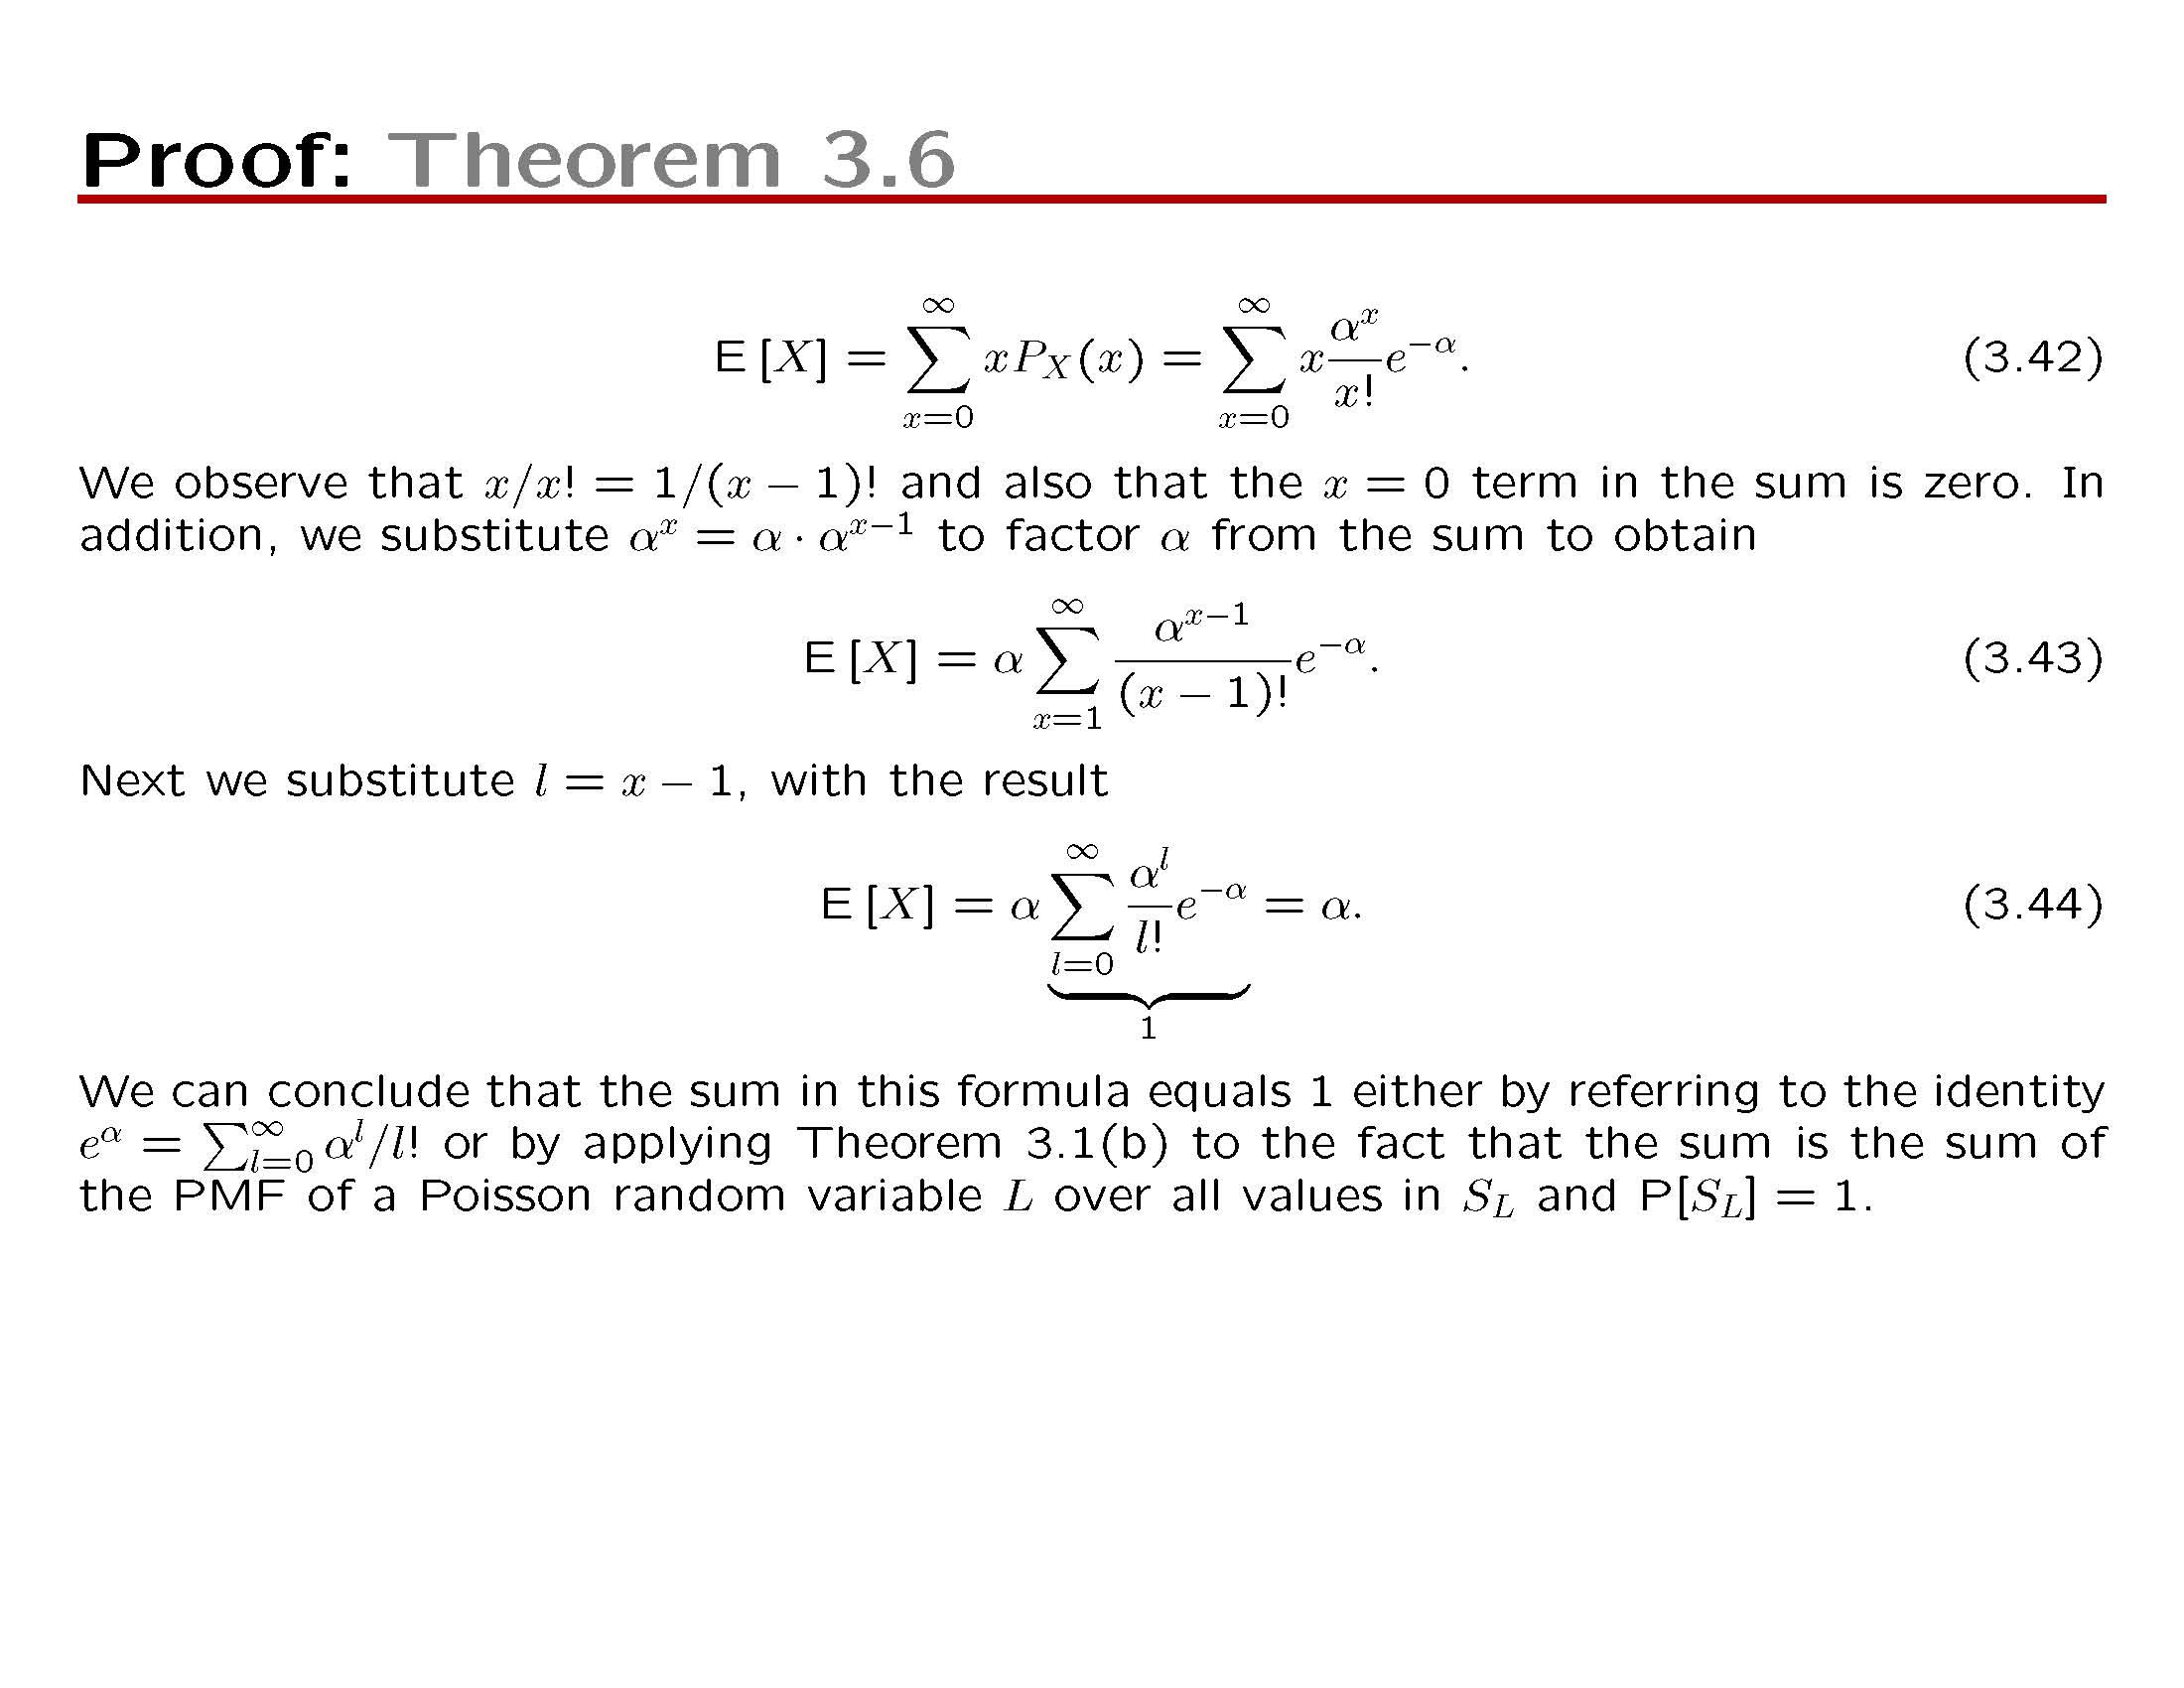 Proof: Theorem 3.6
E [X] = ∑_{x=0}^{∞} xP_X(x) = ∑_{x=0}^{∞} x \frac{α^x}{x!} e^{−α}. (3.42)
We observe that x/x! = 1/(x − 1)! and also that the x = 0 term in the sum is zero. In
addition, we substitute α^x = α · α^{x−1} to factor α from the sum to obtain
E [X] = α ∑_{x=1}^{∞} \frac{α^{x−1}}{(x − 1)!} e^{−α}. (3.43)
Next we substitute l = x − 1, with the result
E [X] = α \underbrace{∑_{l=0}^{∞} \frac{α^l}{l!} e^{−α}}_{1} = α. (3.44)
We can conclude that the sum in this formula equals 1 either by referring to the identity
e^α = ∑_{l=0}^{∞} α^l/l! or by applying Theorem 3.1(b) to the fact that the sum is the sum of
the PMF of a Poisson random variable L over all values in S_L and P[S_L] = 1.